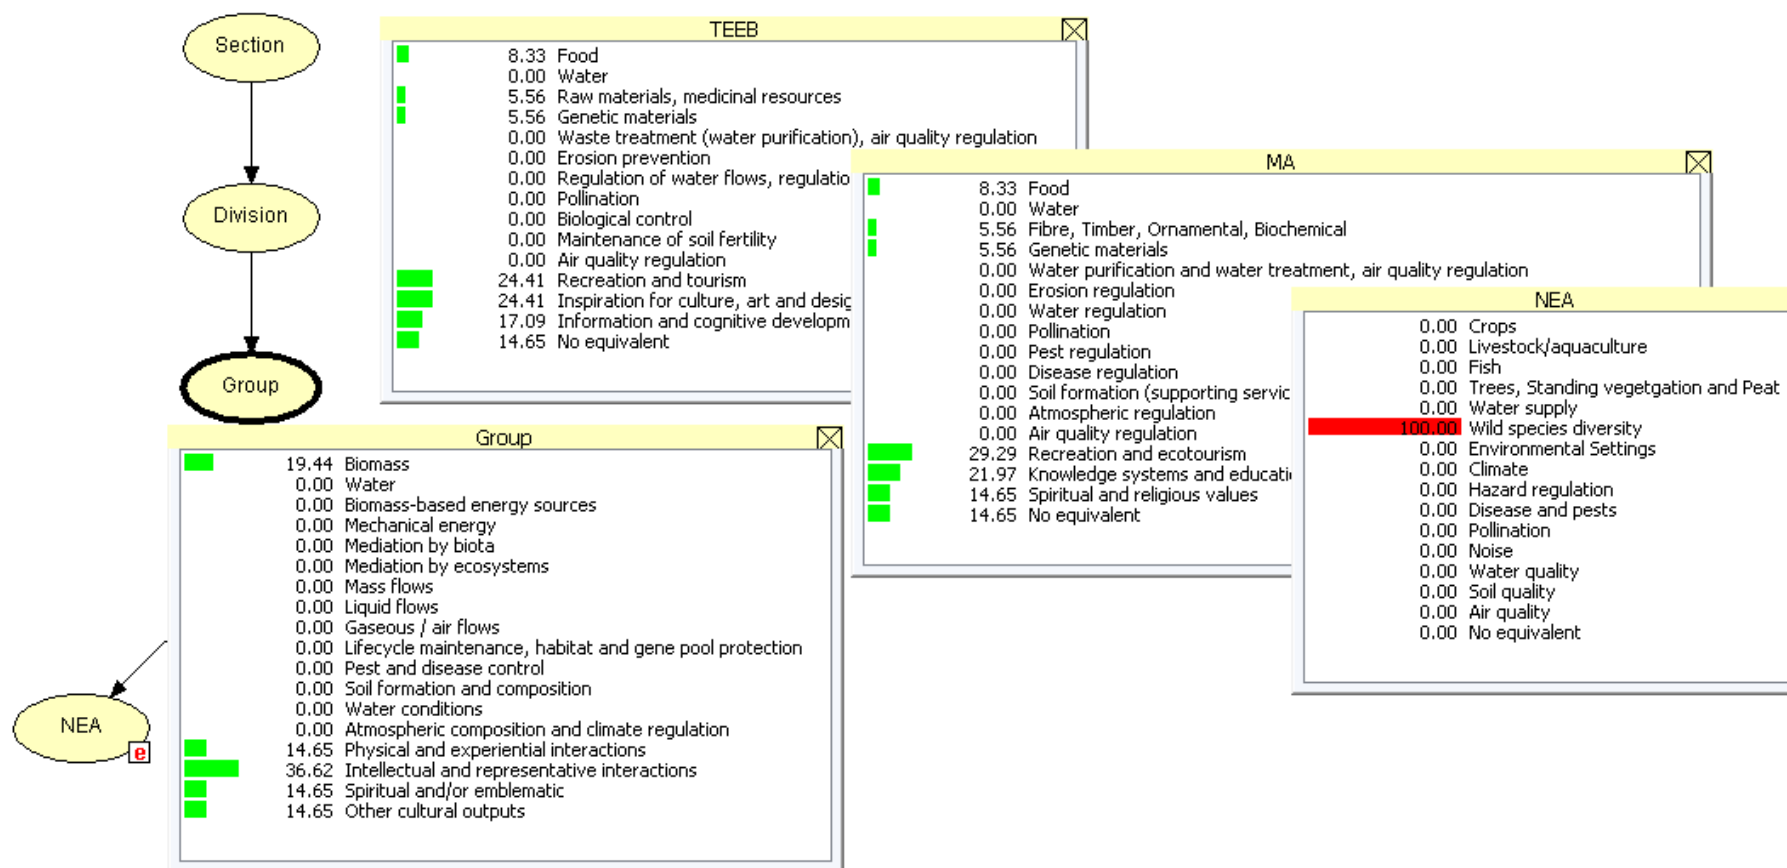 Section
Division
Group
NEA
e
TEEB
8.33 Food
0.00 Water
5.56 Raw materials, medicinal resources
5.56 Genetic materials
0.00 Waste treatment (water purification), air quality regulation
0.00 Erosion prevention
0.00 Regulation of water flows, regulatio
0.00 Pollination
0.00 Biological control
0.00 Maintenance of soil fertility
0.00 Air quality regulation
24.41 Recreation and tourism
24.41 Inspiration for culture, art and desig
17.09 Information and cognitive developm
14.65 No equivalent
MA
8.33 Food
0.00 Water
5.56 Fibre, Timber, Ornamental, Biochemical
5.56 Genetic materials
0.00 Water purification and water treatment, air quality regulation
0.00 Erosion regulation
0.00 Water regulation
0.00 Pollination
0.00 Pest regulation
0.00 Disease regulation
0.00 Soil formation (supporting servic
0.00 Atmospheric regulation
0.00 Air quality regulation
29.29 Recreation and ecotourism
21.97 Knowledge systems and educati
14.65 Spiritual and religious values
14.65 No equivalent
NEA
0.00 Crops
0.00 Livestock/aquaculture
0.00 Fish
0.00 Trees, Standing vegetgation and Peat
0.00 Water supply
100.00 Wild species diversity
0.00 Environmental Settings
0.00 Climate
0.00 Hazard regulation
0.00 Disease and pests
0.00 Pollination
0.00 Noise
0.00 Water quality
0.00 Soil quality
0.00 Air quality
0.00 No equivalent
Group
19.44 Biomass
0.00 Water
0.00 Biomass-based energy sources
0.00 Mechanical energy
0.00 Mediation by biota
0.00 Mediation by ecosystems
0.00 Mass flows
0.00 Liquid flows
0.00 Gaseous / air flows
0.00 Lifecycle maintenance, habitat and gene pool protection
0.00 Pest and disease control
0.00 Soil formation and composition
0.00 Water conditions
0.00 Atmospheric composition and climate regulation
14.65 Physical and experiential interactions
36.62 Intellectual and representative interactions
14.65 Spiritual and/or emblematic
14.65 Other cultural outputs